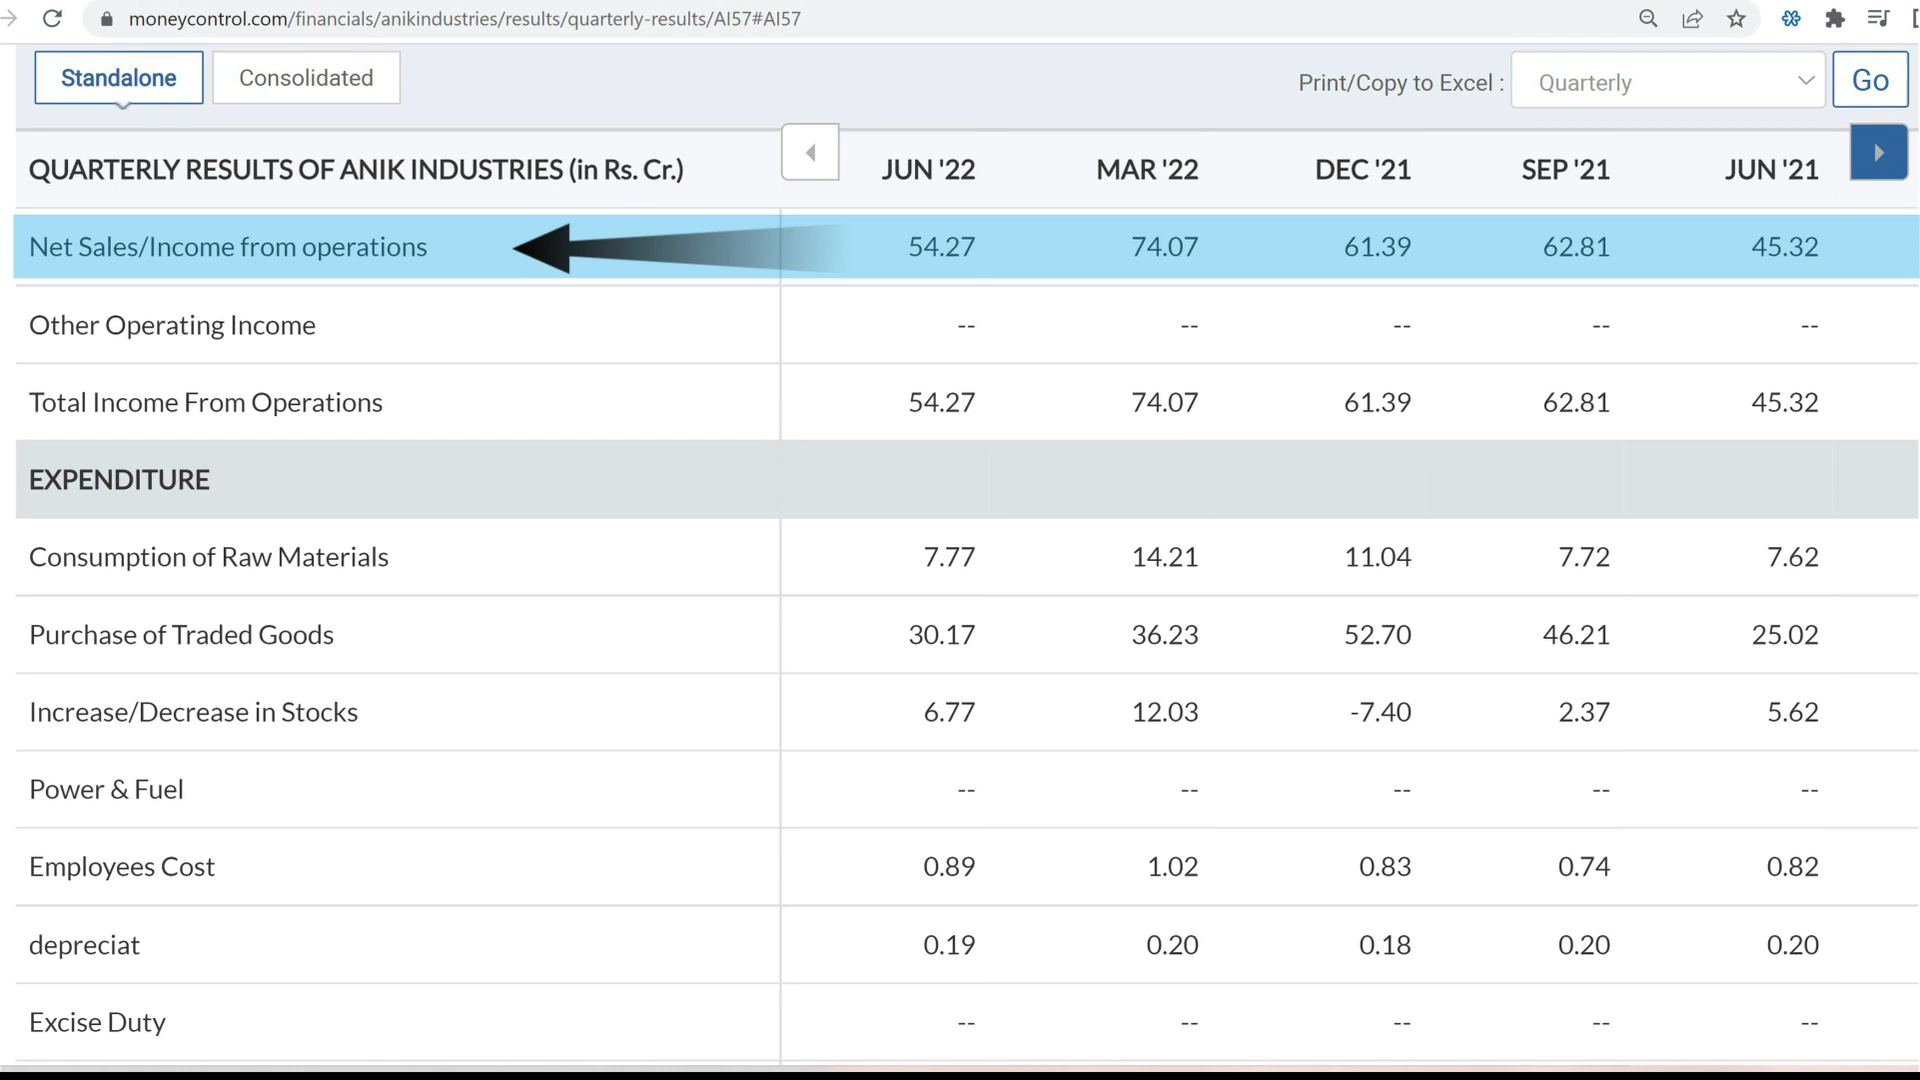 moneycontrol.com/financials/anikindustries/results/quarterly-results/AI57#AI57
Standalone Consolidated Print/Copy to Excel : Quarterly Go
QUARTERLY RESULTS OF ANIK INDUSTRIES (in Rs. Cr.) JUN '22 MAR '22 DEC '21 SEP '21 JUN '21
Net Sales/Income from operations 54.27 74.07 61.39 62.81 45.32
Other Operating Income -- -- -- -- --
Total Income From Operations 54.27 74.07 61.39 62.81 45.32
EXPENDITURE
Consumption of Raw Materials 7.77 14.21 11.04 7.72 7.62
Purchase of Traded Goods 30.17 36.23 52.70 46.21 25.02
Increase/Decrease in Stocks 6.77 12.03 -7.40 2.37 5.62
Power & Fuel -- -- -- -- --
Employees Cost 0.89 1.02 0.83 0.74 0.82
depreciat 0.19 0.20 0.18 0.20 0.20
Excise Duty -- -- -- -- --